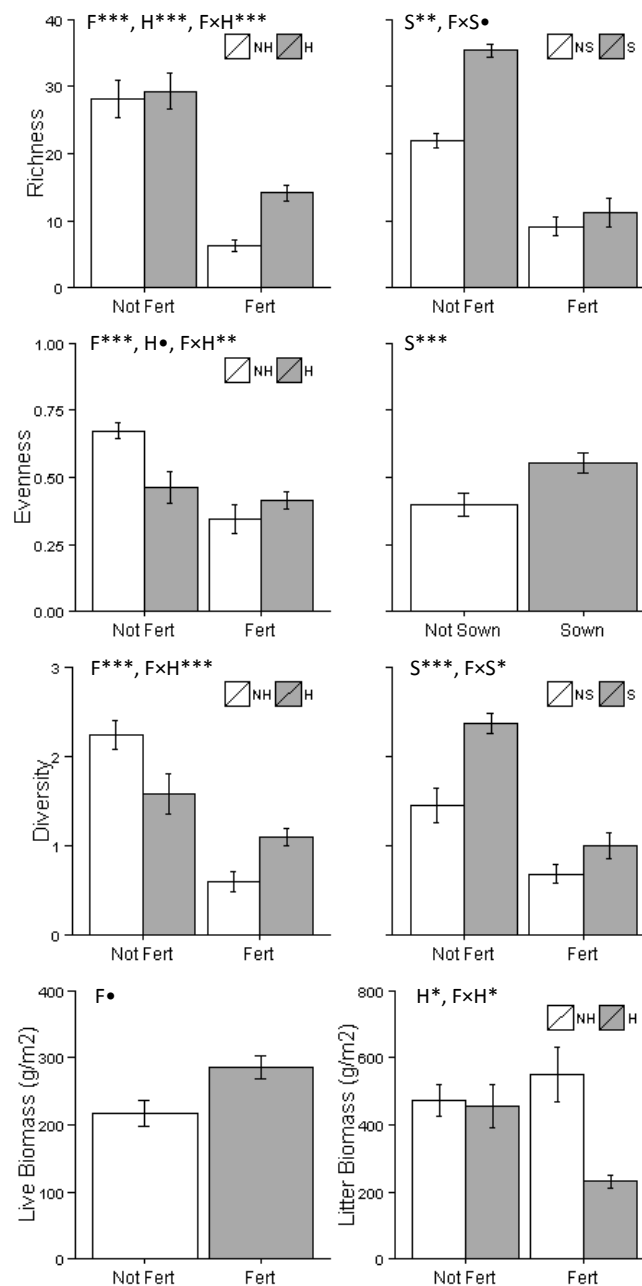 F***, H***, F×H***
NH H
Richness
40
30
20
10
0
Not Fert Fert
S**, F×S•
NS S
Not Fert Fert
F***, H•, F×H**
NH H
Evenness
1.00
0.75
0.50
0.25
0.00
Not Fert Fert
S***
Not Sown Sown
F***, F×H***
NH H
Diversity
3
2
1
0
Not Fert Fert
S***, F×S*
NS S
Not Fert Fert
F•
Live Biomass (g/m2)
400
300
200
100
0
Not Fert Fert
H*, F×H*
NH H
Litter Biomass (g/m2)
800
600
400
200
0
Not Fert Fert